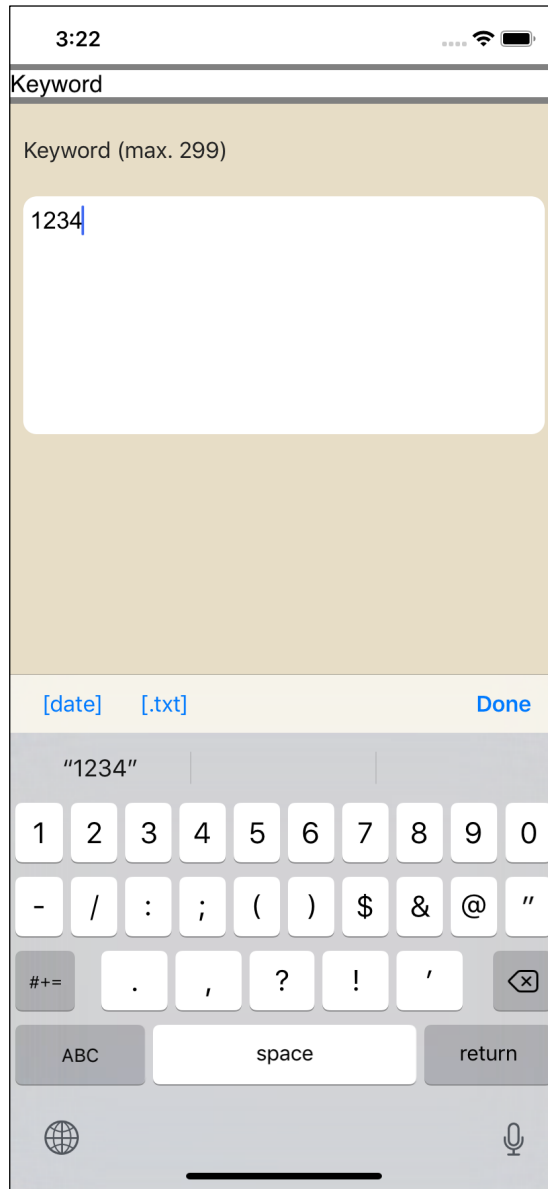 3:22
Keyword
Keyword (max. 299)
1234
[date] [.txt] Done
“1234”
1 2 3 4 5 6 7 8 9 0
- / : ; ( ) $ & @ "
#+= . , ? ! ’
ABC space return